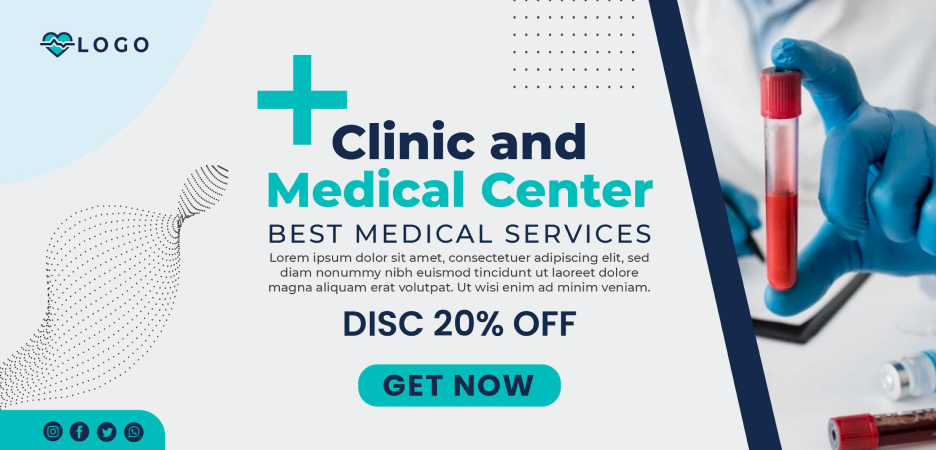 LOGO
Clinic and
Medical Center
BEST MEDICAL SERVICES
Lorem ipsum dolor sit amet, consectetuer adipiscing elit, sed
diam nonummy nibh euismod tincidunt ut laoreet dolore
magna aliquam erat volutpat. Ut wisi enim ad minim veniam.
DISC 20% OFF
GET NOW